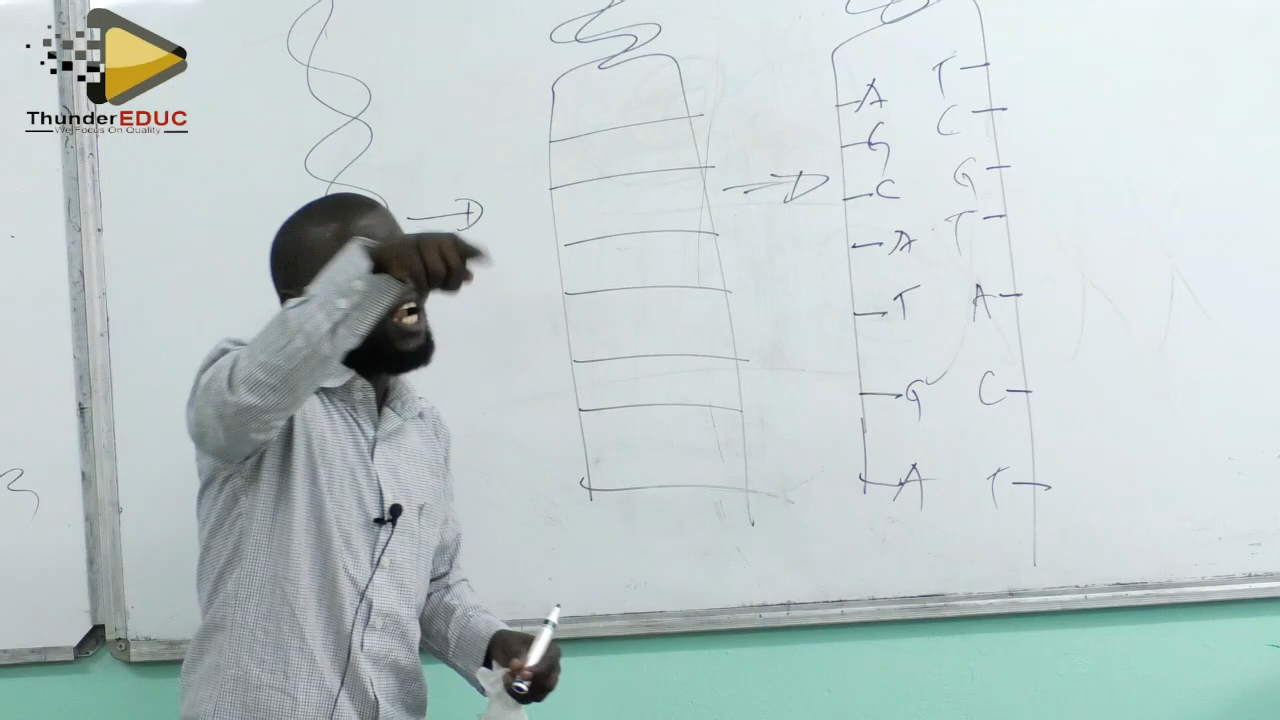 ThunderEDUC
We Focus On Quality
A T
G C
C G
A T
T A
G C
A T